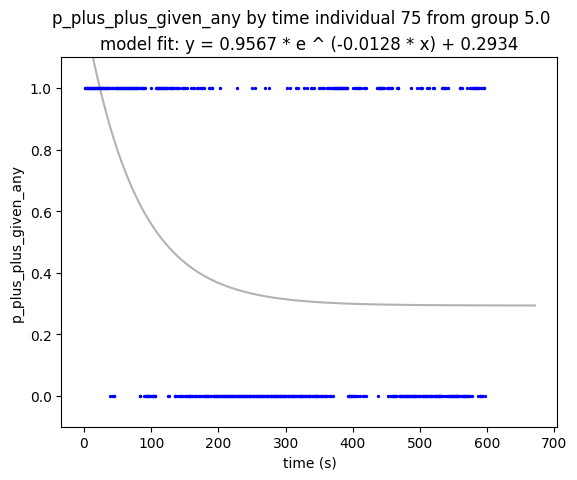 p_plus_plus_given_any by time individual 75 from group 5.0
model fit: y = 0.9567 * e ^ (-0.0128 * x) + 0.2934
1.0
0.8
0.6
0.4
0.2
0.0
p_plus_plus_given_any
0 100 200 300 400 500 600 700
time (s)